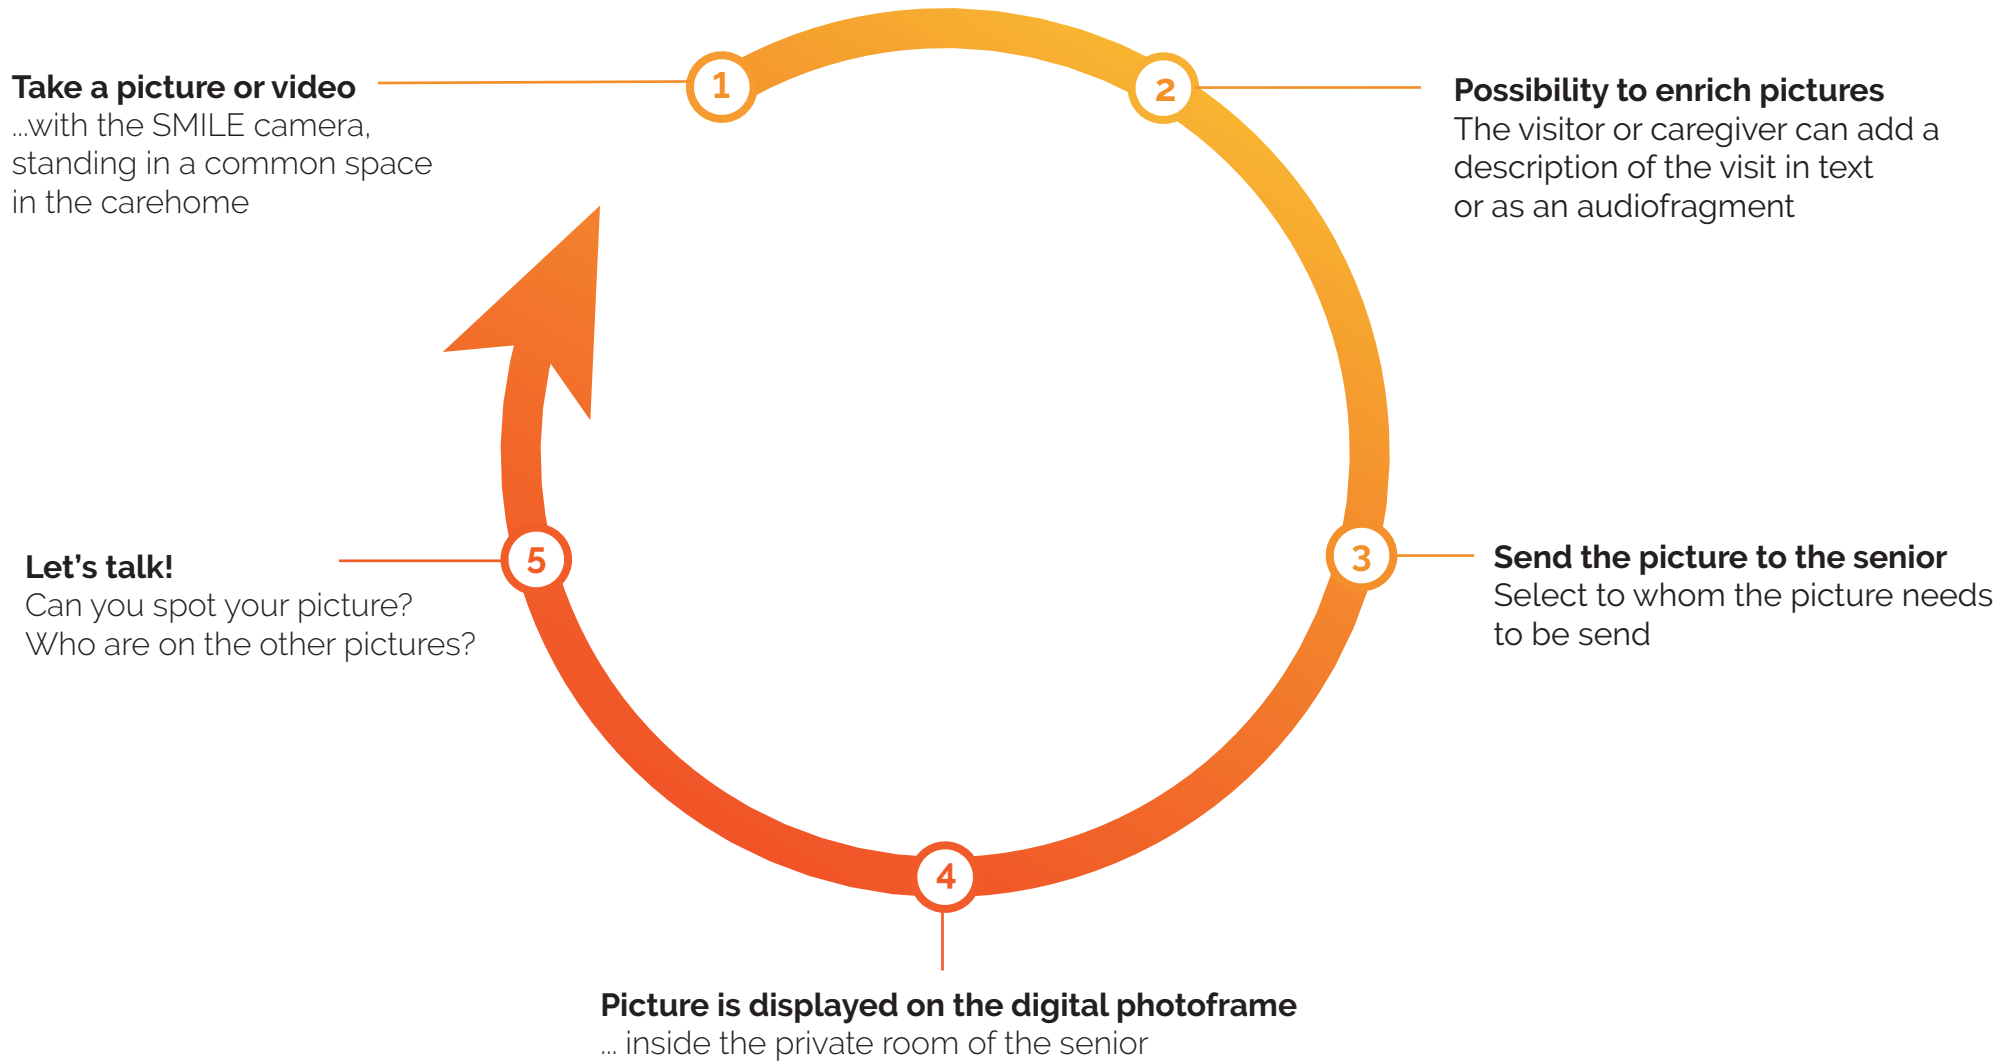 1
Take a picture or video
...with the SMILE camera,
standing in a common space
in the carehome
2
Possibility to enrich pictures
The visitor or caregiver can add a
description of the visit in text
or as an audiofragment
3
Send the picture to the senior
Select to whom the picture needs
to be send
4
Picture is displayed on the digital photoframe
... inside the private room of the senior
5
Let’s talk!
Can you spot your picture?
Who are on the other pictures?